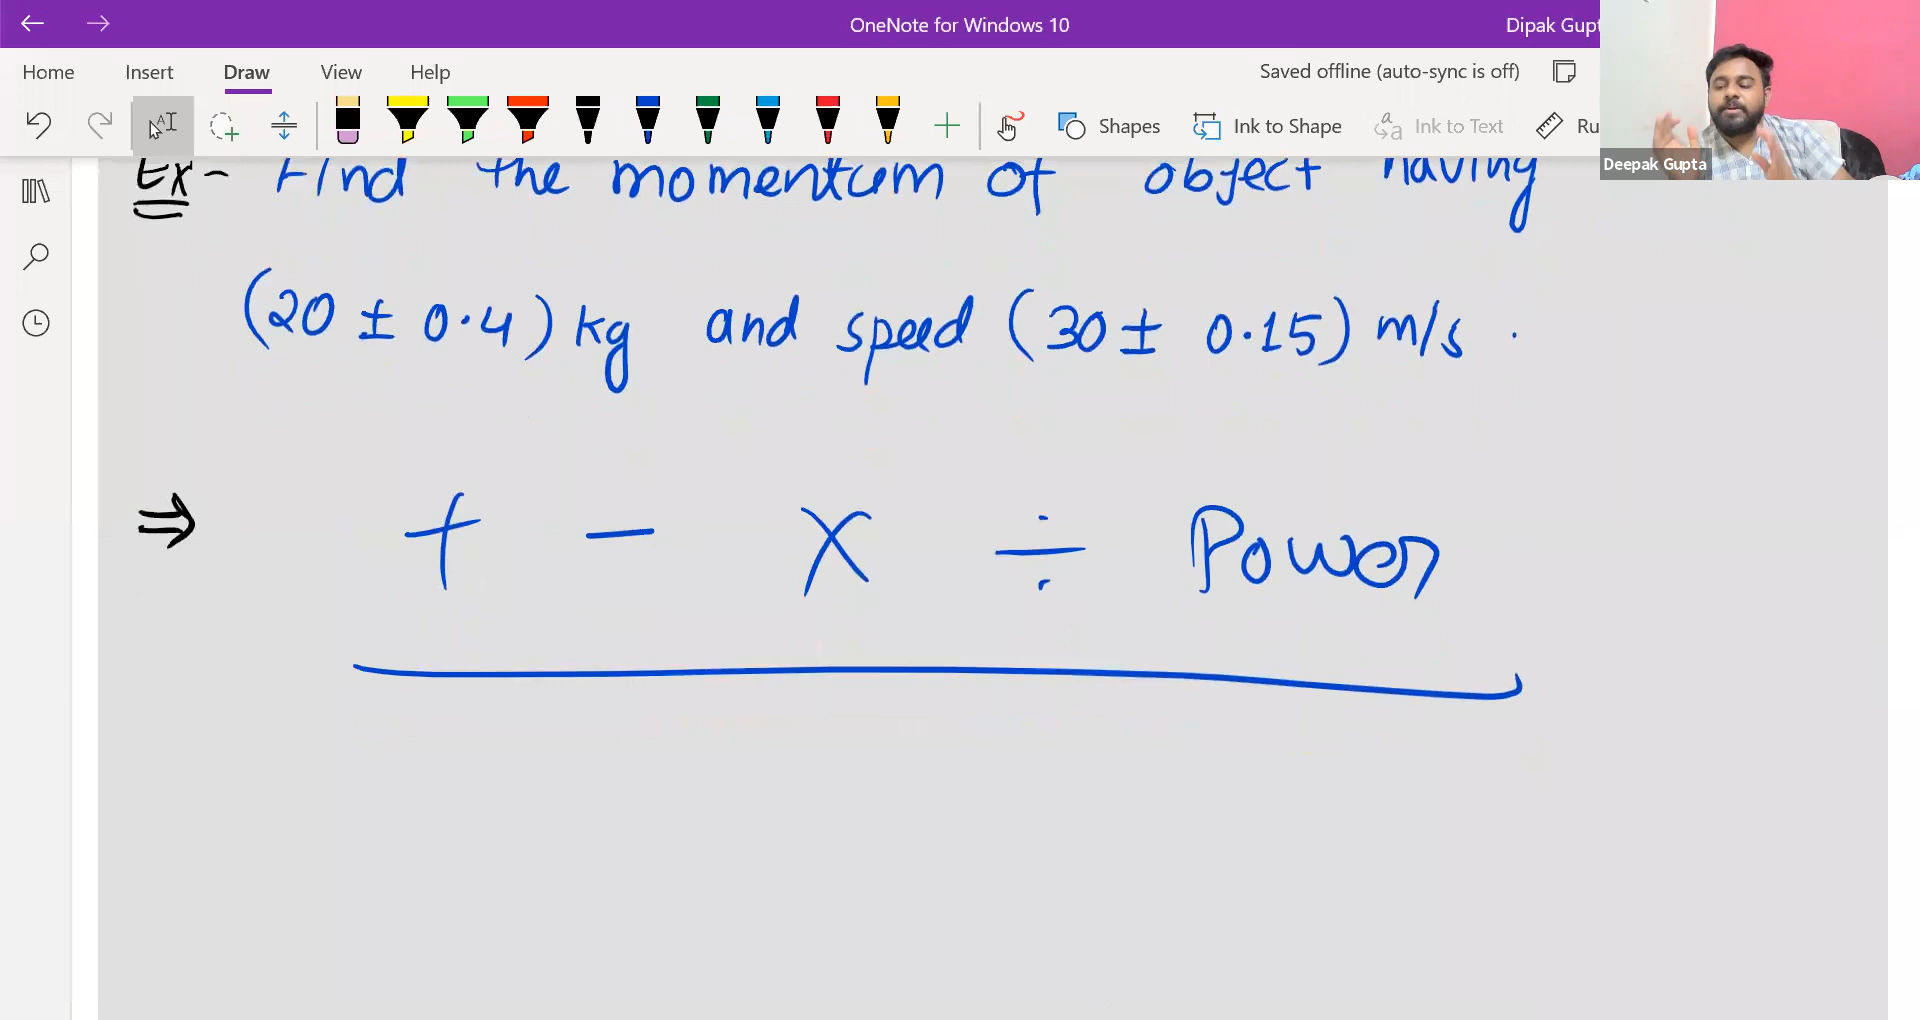 OneNote for Windows 10
Dipak Gupt
Home Insert Draw View Help
Saved offline (auto-sync is off)
Shapes Ink to Shape Ink to Text Ru
Deepak Gupta
Ex - Find the momentum of object having
(20 ± 0.4) kg and speed (30 ± 0.15) m/s .
⇒ + - × ÷ Power